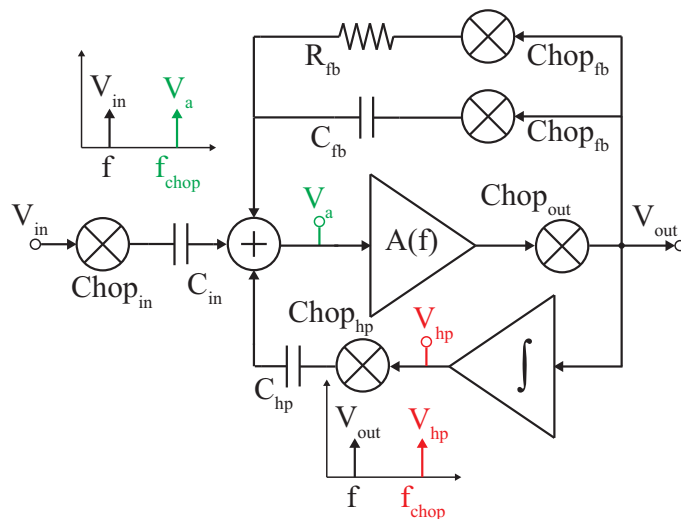 R_fb
Chop_fb
V_in
V_a
C_fb
Chop_fb
f
f_chop
V_in
V_a
Chop_out
V_out
+
A(f)
Chop_in
C_in
Chop_hp
V_hp
∫
C_hp
V_out
V_hp
f
f_chop